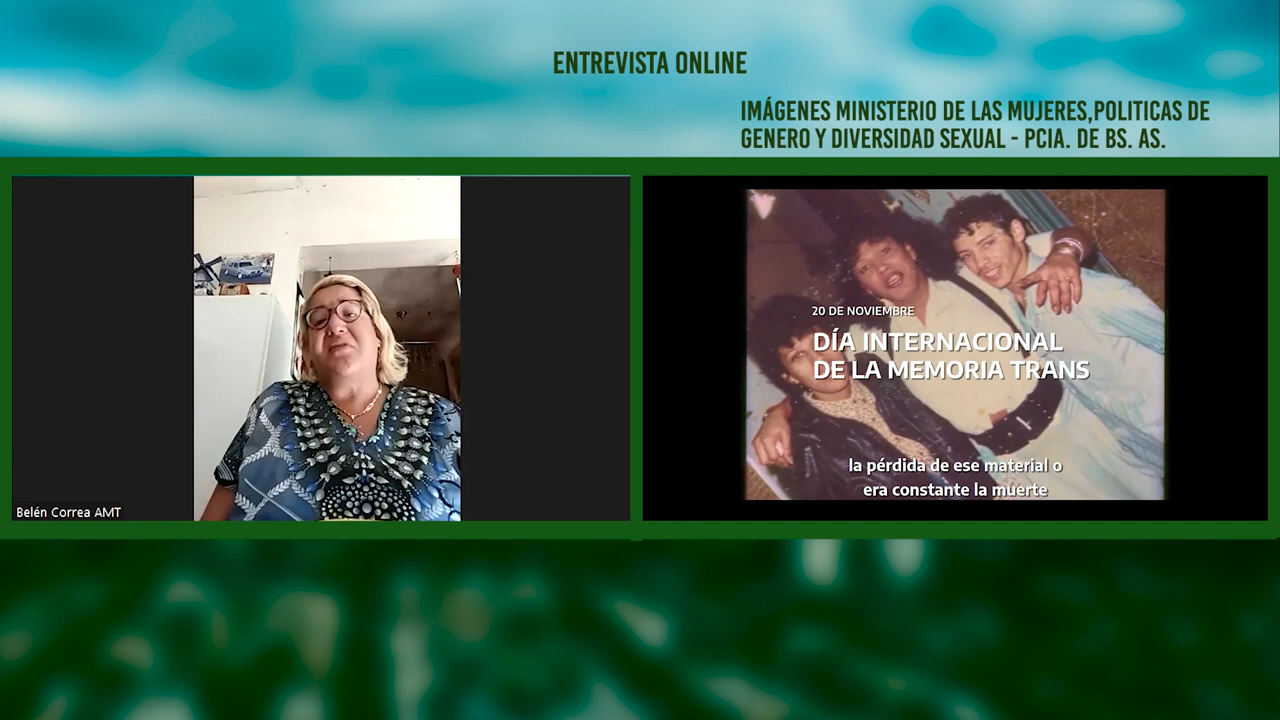 ENTREVISTA ONLINE
IMÁGENES MINISTERIO DE LAS MUJERES,POLITICAS DE
GENERO Y DIVERSIDAD SEXUAL - PCIA. DE BS. AS.
Belén Correa AMT
20 DE NOVIEMBRE
DÍA INTERNACIONAL
DE LA MEMORIA TRANS
la pérdida de ese material o
era constante la muerte